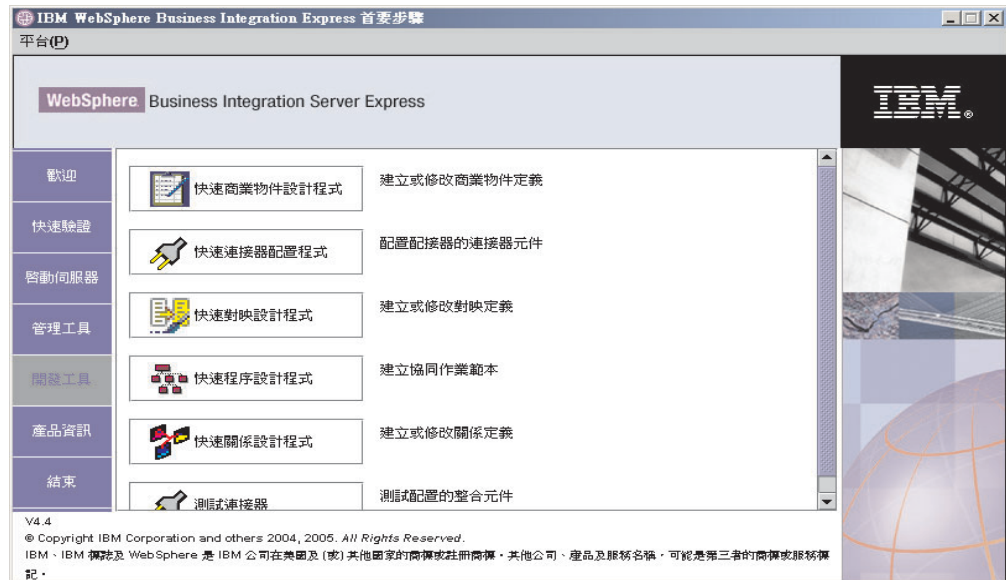 IBM WebSphere Business Integration Express 首要步驟
平台(P)
WebSphere. Business Integration Server Express
IBM®
歡迎
快速驗證
啓動伺服器
管理工具
開發工具
產品資訊
結束
快速商業物件設計程式
建立或修改商業物件定義
快速連接器配置程式
配置配接器的連接器元件
快速對映設計程式
建立或修改對映定義
快速程序設計程式
建立協同作業範本
快速關係設計程式
建立或修改關係定義
測試連接器
測試配置的整合元件
V4.4
© Copyright IBM Corporation and others 2004, 2005. All Rights Reserved.
IBM、IBM 標誌及 WebSphere 是 IBM 公司在美國及 (或) 其他國家的商標或註冊商標。其他公司、產品及服務名稱,可能是第三者的商標或服務標
記。